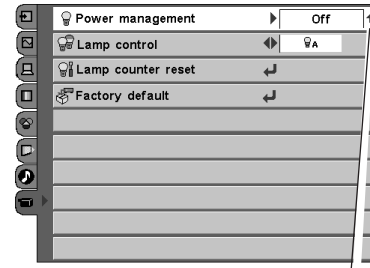 Power management Off
Lamp control A
Lamp counter reset
Factory default